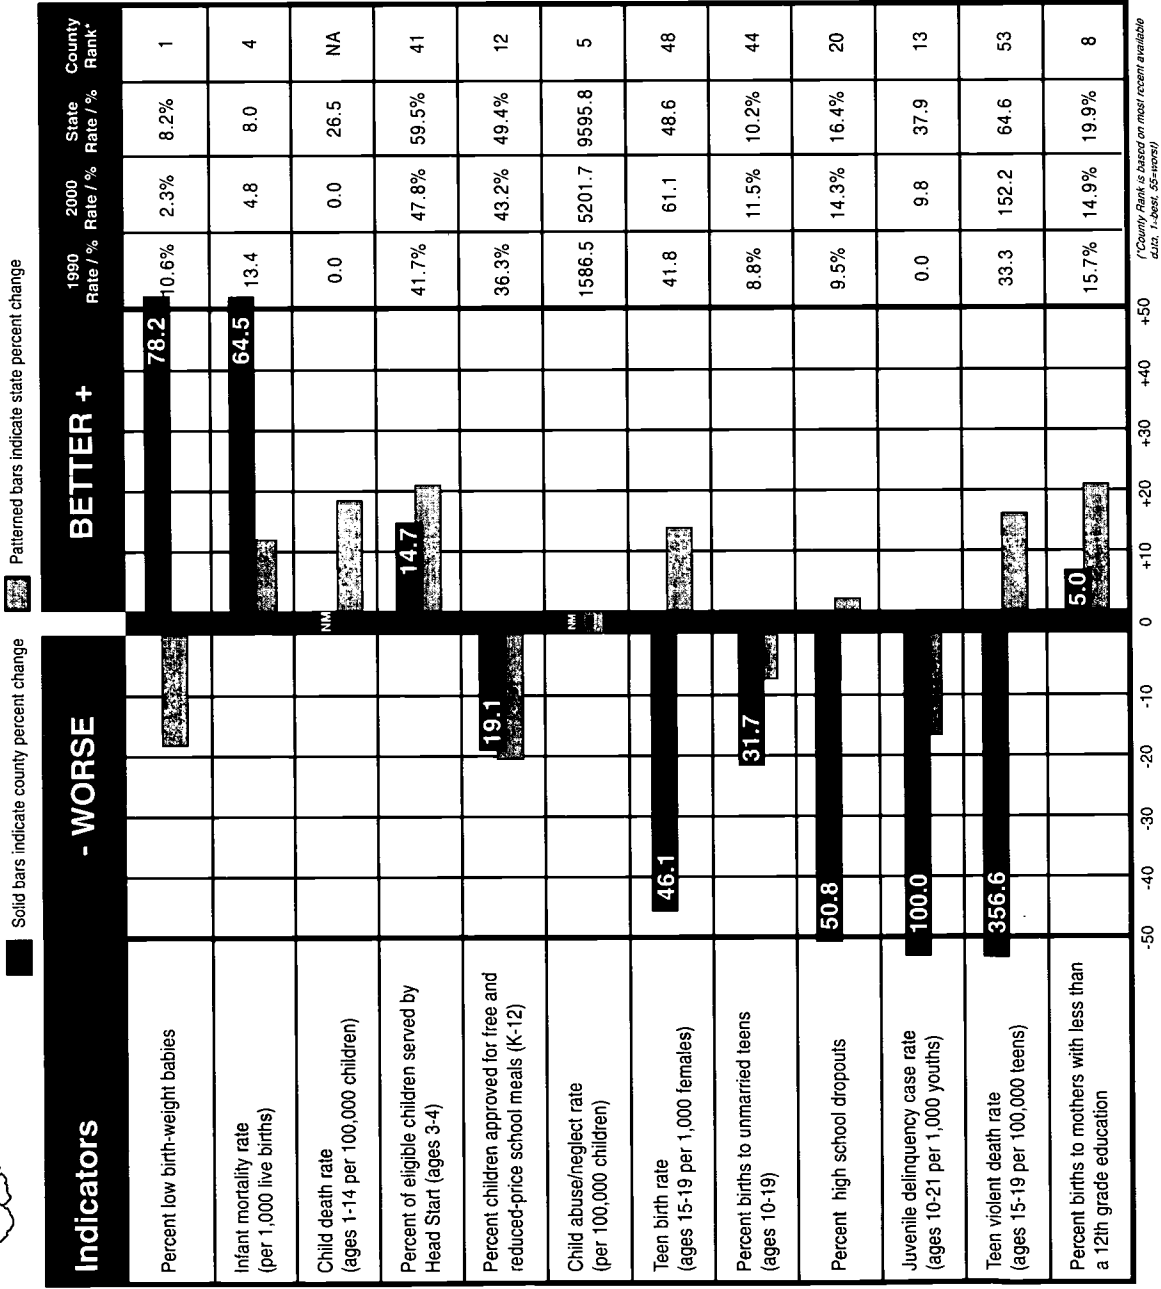 Solid bars indicate county percent change
Patterned bars indicate state percent change
Indicators
- WORSE
BETTER +
1990
Rate / %
2000
Rate / %
State
Rate / %
County
Rank*
Percent low birth-weight babies
78.2
10.6%
2.3%
8.2%
1
Infant mortality rate
(per 1,000 live births)
64.5
13.4
4.8
8.0
4
Child death rate
(ages 1-14 per 100,000 children)
NM
0.0
0.0
26.5
NA
Percent of eligible children served by
Head Start (ages 3-4)
14.7
41.7%
47.8%
59.5%
41
Percent children approved for free and
reduced-price school meals (K-12)
19.1
36.3%
43.2%
49.4%
12
Child abuse/neglect rate
(per 100,000 children)
NM
1586.5
5201.7
9595.8
5
Teen birth rate
(ages 15-19 per 1,000 females)
46.1
41.8
61.1
48.6
48
Percent births to unmarried teens
(ages 10-19)
31.7
8.8%
11.5%
10.2%
44
Percent high school dropouts
50.8
9.5%
14.3%
16.4%
20
Juvenile delinquency case rate
(ages 10-21 per 1,000 youths)
100.0
0.0
9.8
37.9
13
Teen violent death rate
(ages 15-19 per 100,000 teens)
356.6
33.3
152.2
64.6
53
Percent births to mothers with less than
a 12th grade education
5.0
15.7%
14.9%
19.9%
8
-50
-40
-30
-20
-10
0
+10
+20
+30
+40
+50
(*County Rank is based on most recent available
data, 1=best, 55=worst)